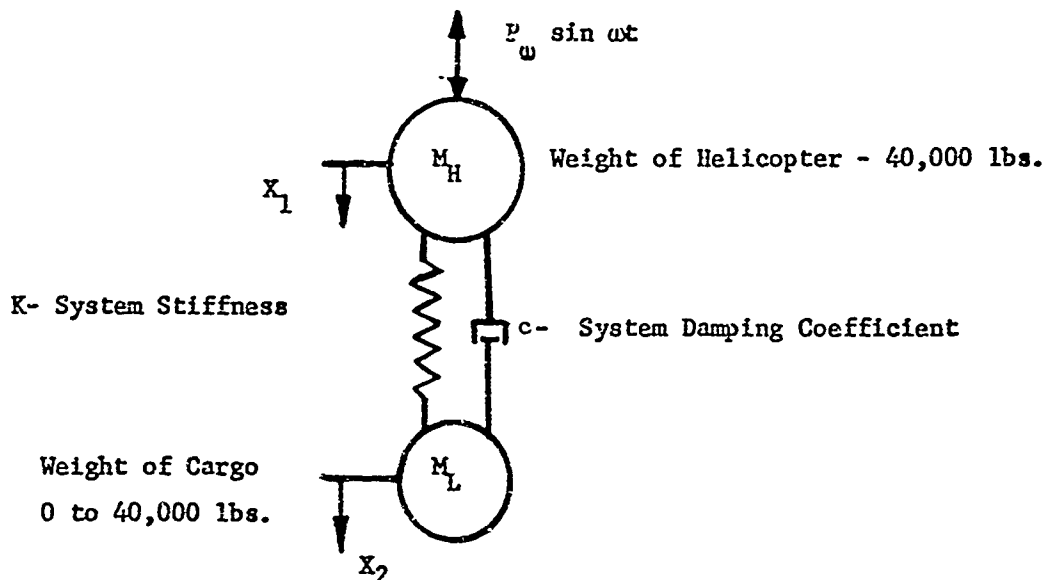 P_ω sin ωt
M_H
Weight of Helicopter - 40,000 lbs.
X_1
K- System Stiffness
c- System Damping Coefficient
M_L
Weight of Cargo
0 to 40,000 lbs.
X_2